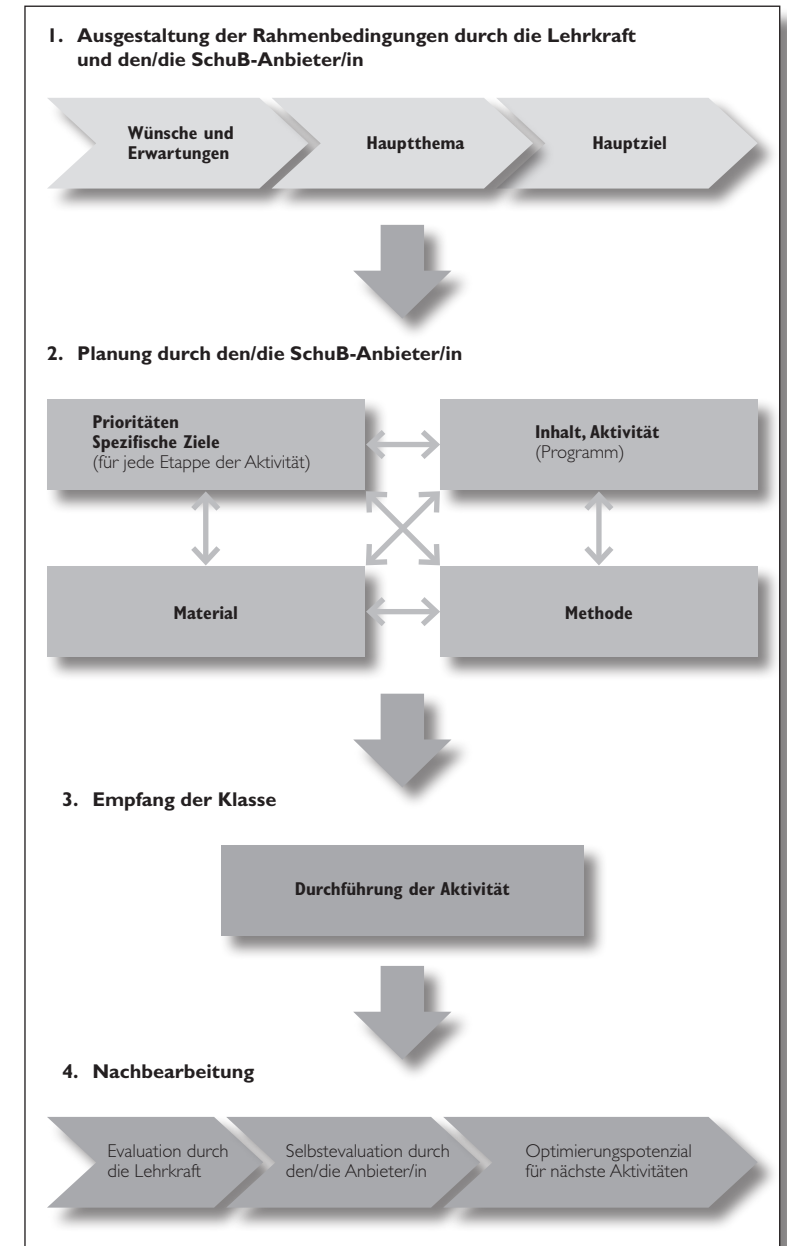 1. Ausgestaltung der Rahmenbedingungen durch die Lehrkraft
und den/die SchuB-Anbieter/in
Wünsche und
Erwartungen
Hauptthema
Hauptziel
2. Planung durch den/die SchuB-Anbieter/in
Prioritäten
Spezifische Ziele
(für jede Etappe der Aktivität)
Inhalt, Aktivität
(Programm)
Material
Methode
3. Empfang der Klasse
Durchführung der Aktivität
4. Nachbearbeitung
Evaluation durch
die Lehrkraft
Selbstevaluation durch
den/die Anbieter/in
Optimierungspotenzial
für nächste Aktivitäten